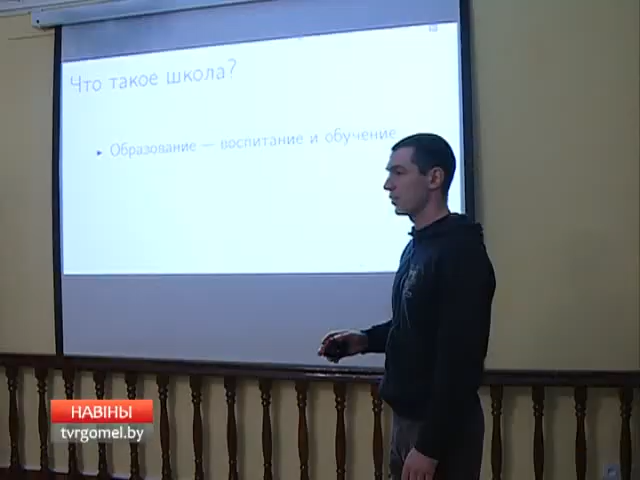 Что такое школа?
▸ Образование — воспитание и обучение
НАВІНЫ
tvrgomel.by